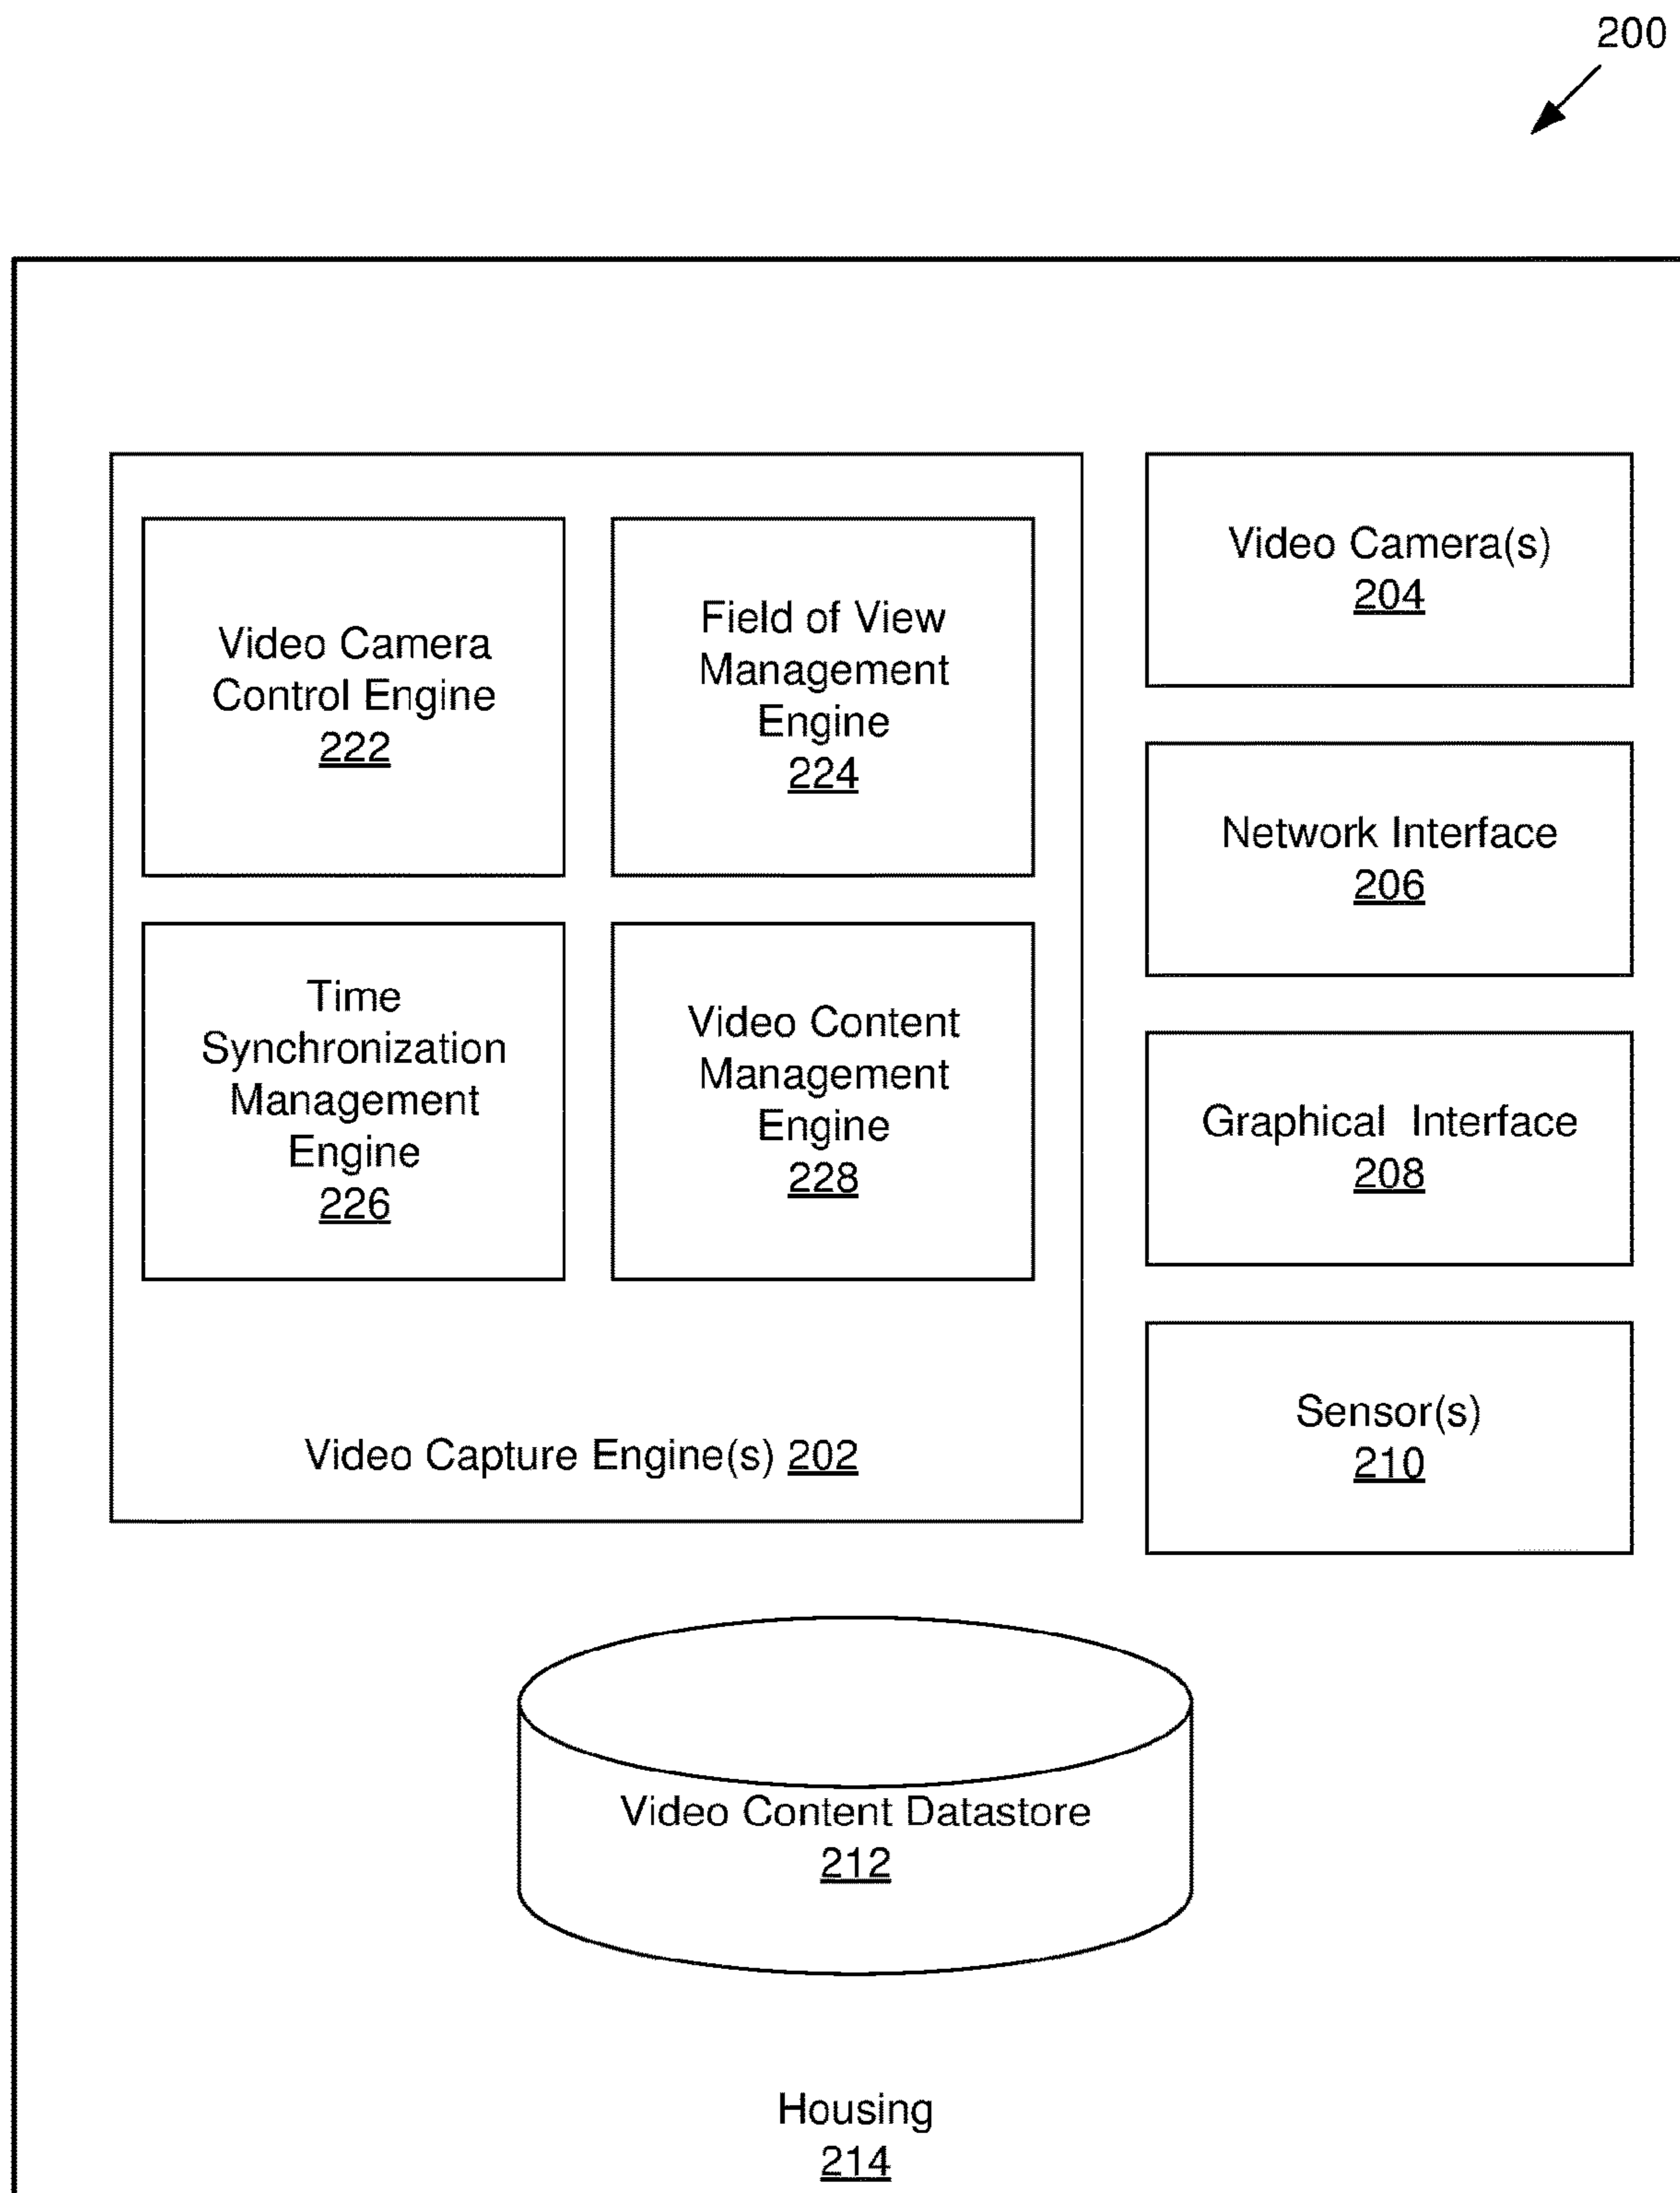 200
Video Camera
Control Engine
222
Field of View
Management
Engine
224
Time
Synchronization
Management
Engine
226
Video Content
Management
Engine
228
Video Capture Engine(s) 202
Video Camera(s)
204
Network Interface
206
Graphical Interface
208
Sensor(s)
210
Video Content Datastore
212
Housing
214